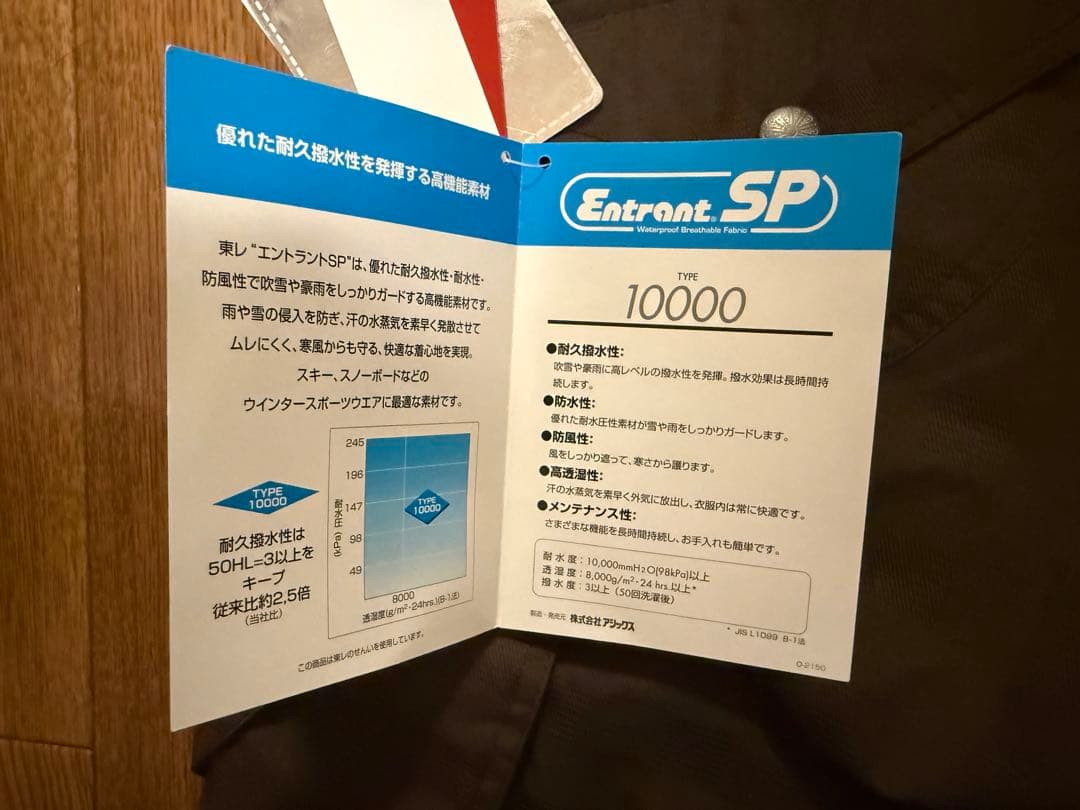 優れた耐久撥水性を発揮する高機能素材
東レ“エントラントSP”は、優れた耐久撥水性・耐水性・
防風性で吹雪や豪雨をしっかりガードする高機能素材です。
雨や雪の侵入を防ぎ、汗の水蒸気を素早く発散させて
ムレにくく、寒風からも守る、快適な着心地を実現。
スキー、スノーボードなどの
ウインタースポーツウエアに最適な素材です。
TYPE
10000
耐久撥水性は
50HL=3以上を
キープ
従来比約2,5倍
(当社比)
245
196
147
98
49
耐水圧(kPa)
TYPE
10000
8000
透湿度(g/m²·24hrs.)(B-1法)
この商品は東レのせんいを使用しています。
Entrant® SP
Waterproof Breathable Fabric
TYPE
10000
●耐久撥水性:
吹雪や豪雨に高レベルの撥水性を発揮。撥水効果は長時間持
続します。
●防水性:
優れた耐水圧性素材が雪や雨をしっかりガードします。
●防風性:
風をしっかり遮って、寒さから護ります。
●高透湿性:
汗の水蒸気を素早く外気に放出し、衣服内は常に快適です。
●メンテナンス性:
さまざまな機能を長時間持続し、お手入れも簡単です。
耐水度:10,000mmH₂O(98kPa)以上
透湿度:8,000g/m²·24 hrs.以上*
撥水度:3以上(50回洗濯後)
製造・発売元 株式会社アシックス
* JIS L1099 B-1法
O-2150